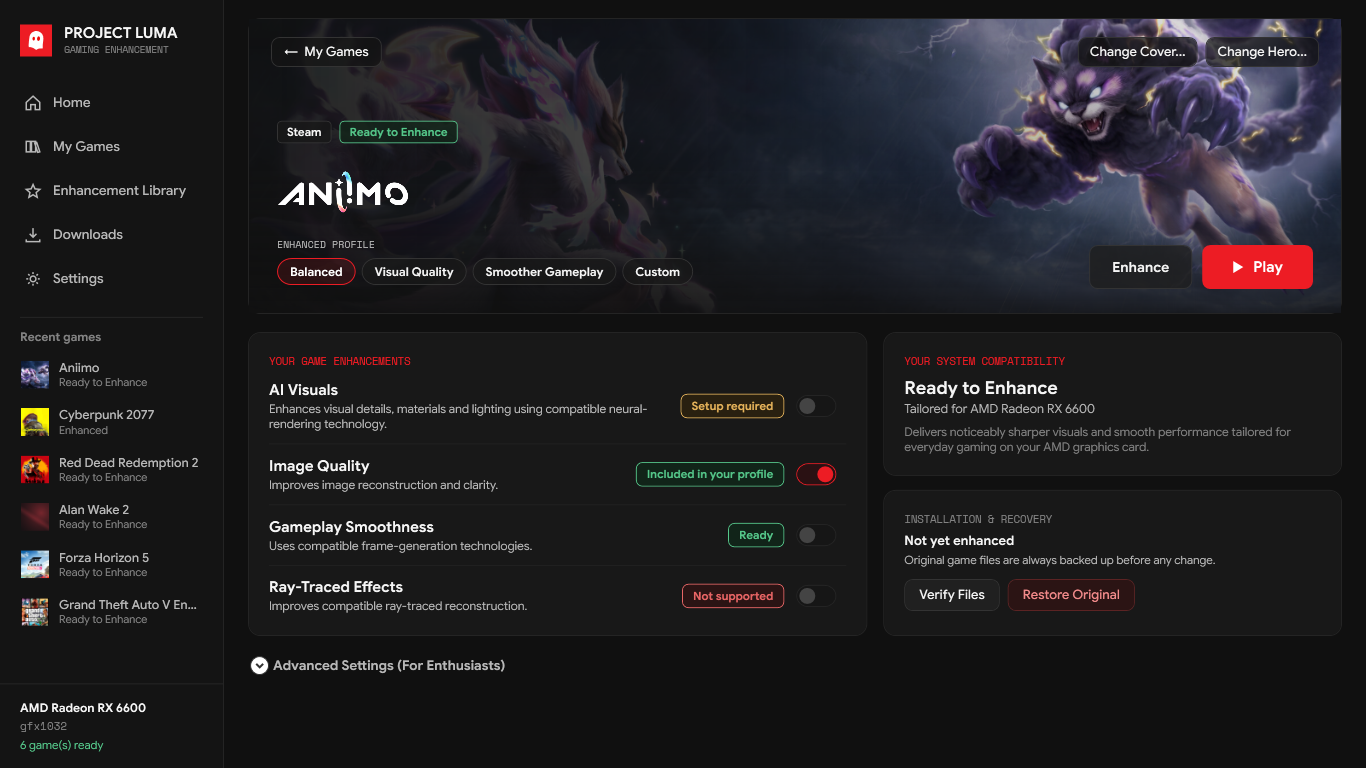 PROJECT LUMA
GAMING ENHANCEMENT
Home
My Games
Enhancement Library
Downloads
Settings
Recent games
Aniimo
Ready to Enhance
Cyberpunk 2077
Enhanced
Red Dead Redemption 2
Ready to Enhance
Alan Wake 2
Ready to Enhance
Forza Horizon 5
Ready to Enhance
Grand Theft Auto V En...
Ready to Enhance
AMD Radeon RX 6600
gfx1032
6 game(s) ready
← My Games
Change Cover...
Change Hero...
Steam
Ready to Enhance
ANIIMO
ENHANCED PROFILE
Balanced
Visual Quality
Smoother Gameplay
Custom
Enhance
Play
YOUR GAME ENHANCEMENTS
AI Visuals
Enhances visual details, materials and lighting using compatible neural-
rendering technology.
Setup required
Image Quality
Improves image reconstruction and clarity.
Included in your profile
Gameplay Smoothness
Uses compatible frame-generation technologies.
Ready
Ray-Traced Effects
Improves compatible ray-traced reconstruction.
Not supported
YOUR SYSTEM COMPATIBILITY
Ready to Enhance
Tailored for AMD Radeon RX 6600
Delivers noticeably sharper visuals and smooth performance tailored for
everyday gaming on your AMD graphics card.
INSTALLATION & RECOVERY
Not yet enhanced
Original game files are always backed up before any change.
Verify Files
Restore Original
Advanced Settings (For Enthusiasts)